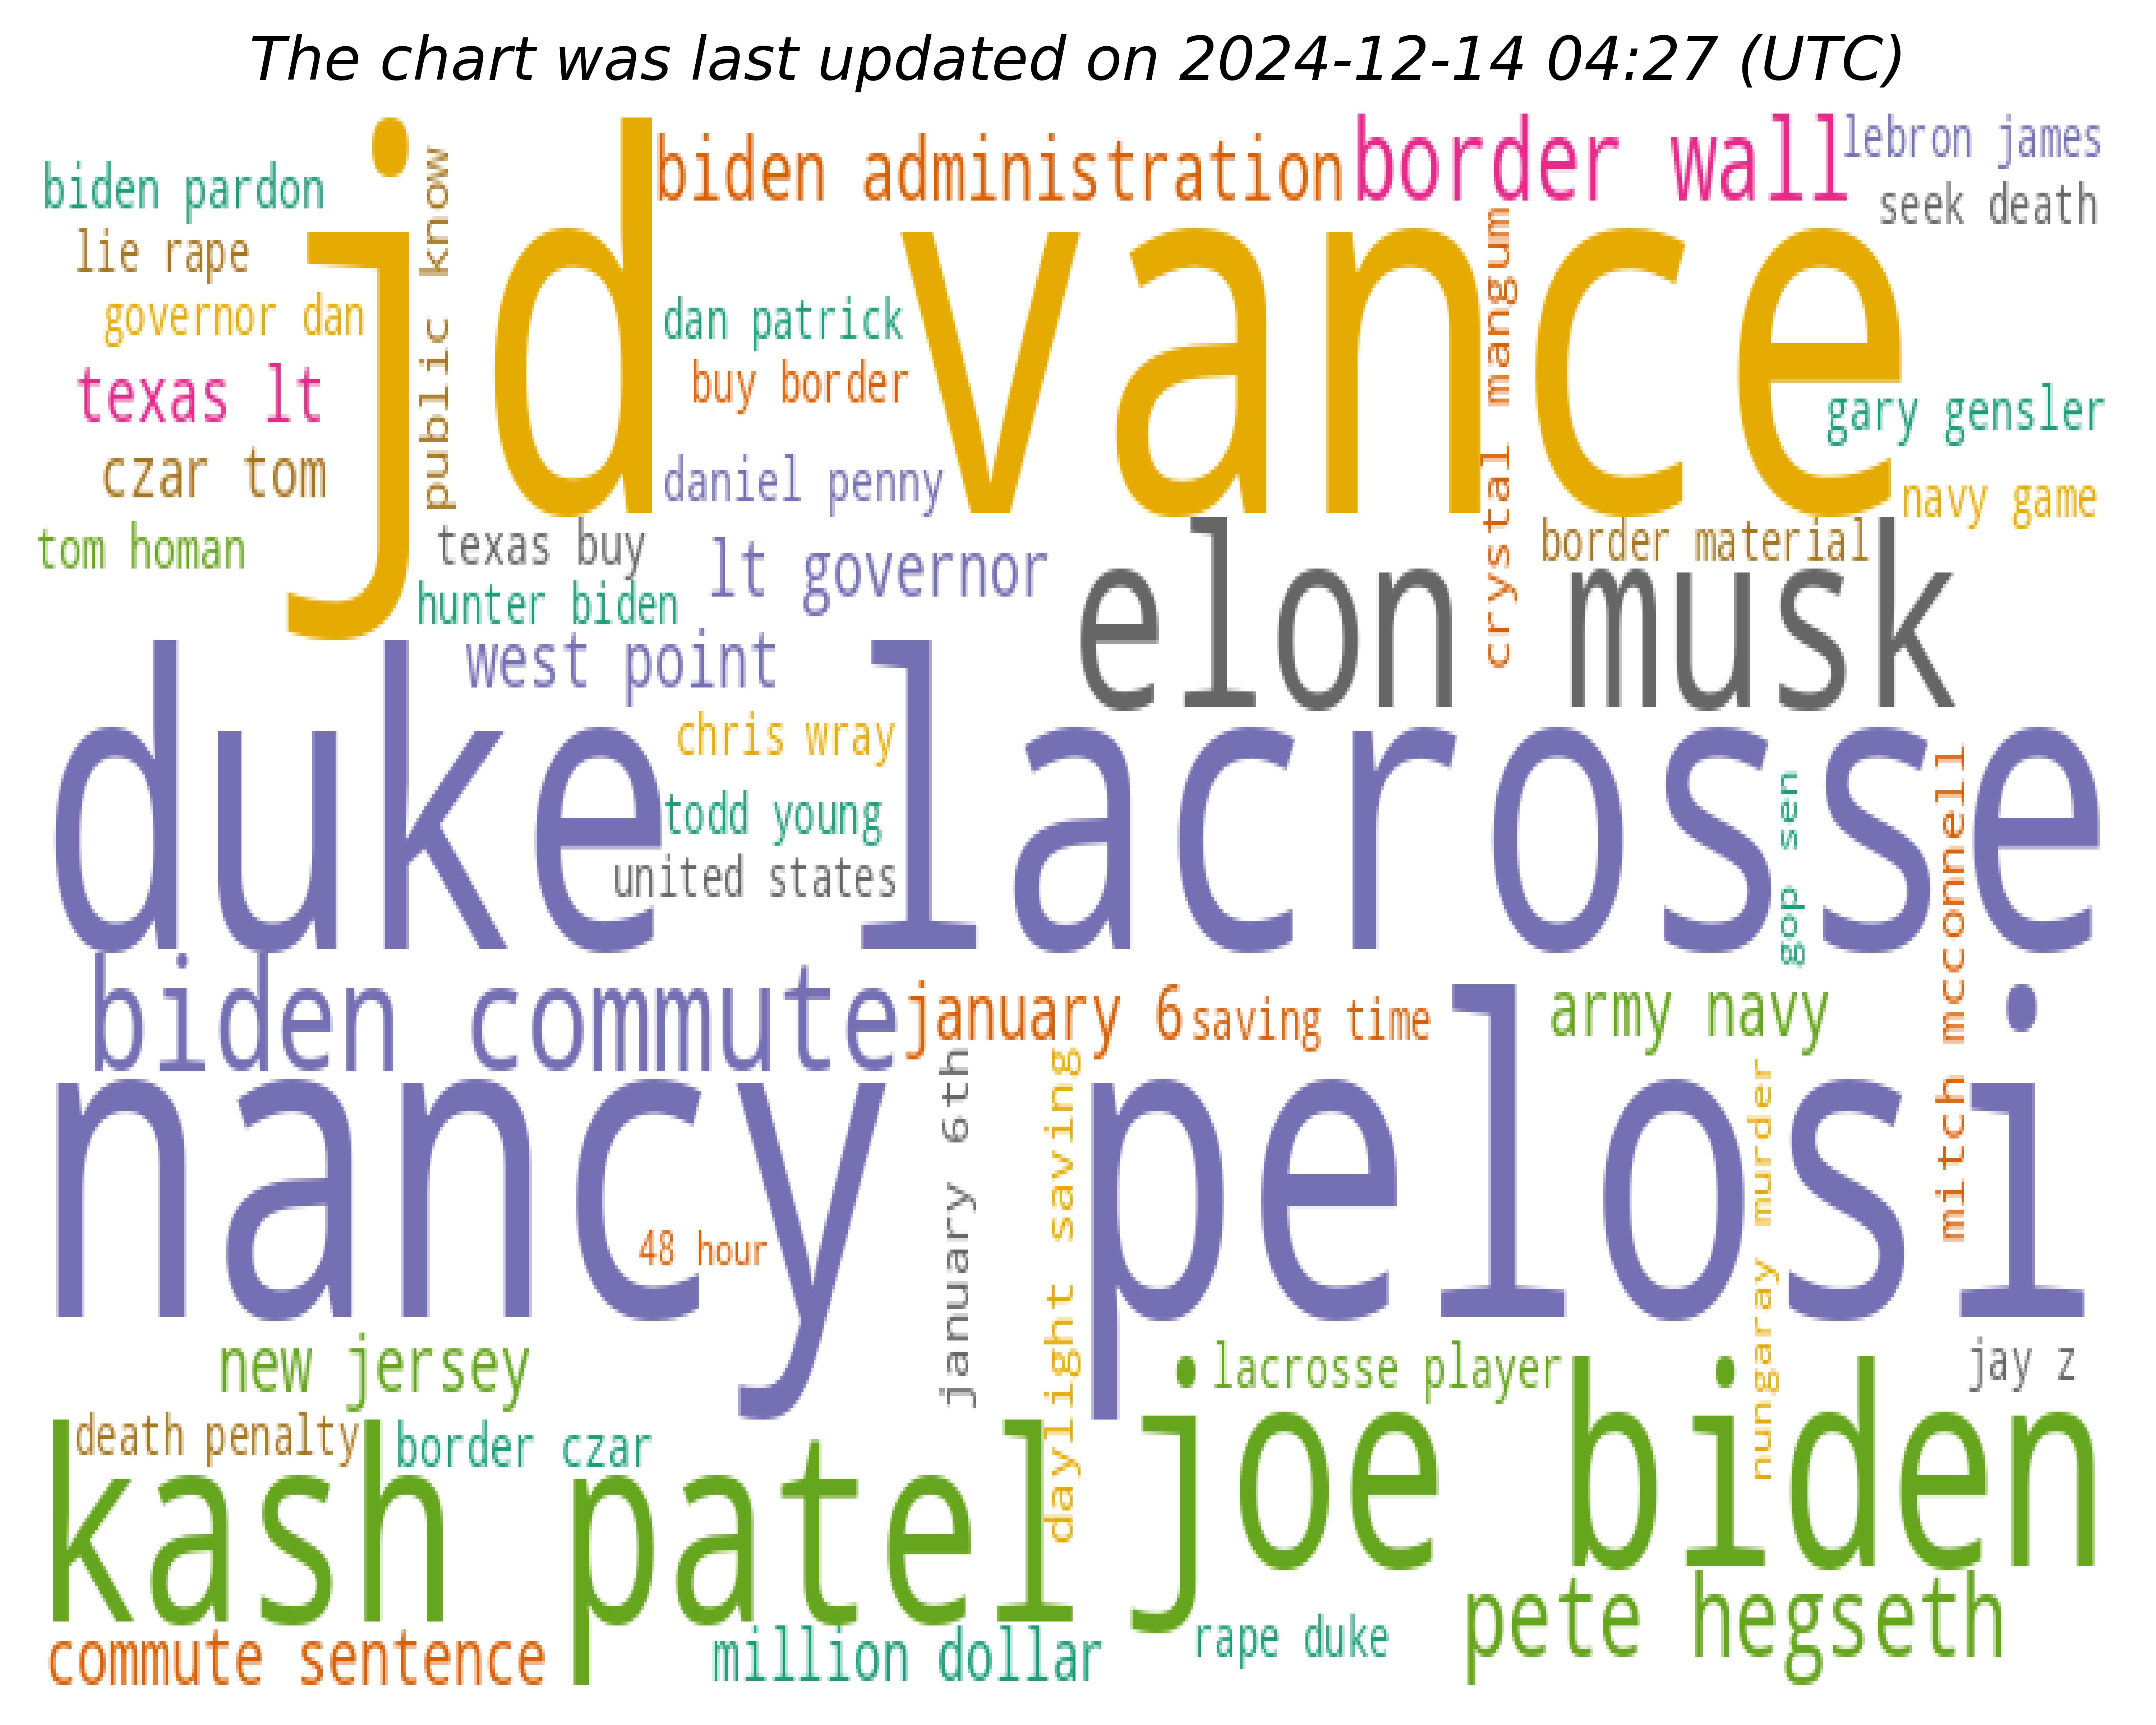 The chart was last updated on 2024-12-14 04:27 (UTC)
jd vance
biden administration
border wall
lebron james
biden pardon
public know
seek death
lie rape
crystal mangum
governor dan
dan patrick
texas lt
buy border
gary gensler
czar tom
daniel penny
navy game
tom homan
texas buy
lt governor
border material
elon musk
hunter biden
west point
duke lacrosse
chris wray
todd young
gop sen
mitch mcconnell
united states
biden commute
january 6
saving time
army navy
nancy pelosi
january 6th
daylight saving
nungaray murder
48 hour
new jersey
lacrosse player
jay z
joe biden
death penalty
border czar
kash patel
pete hegseth
commute sentence
million dollar
rape duke